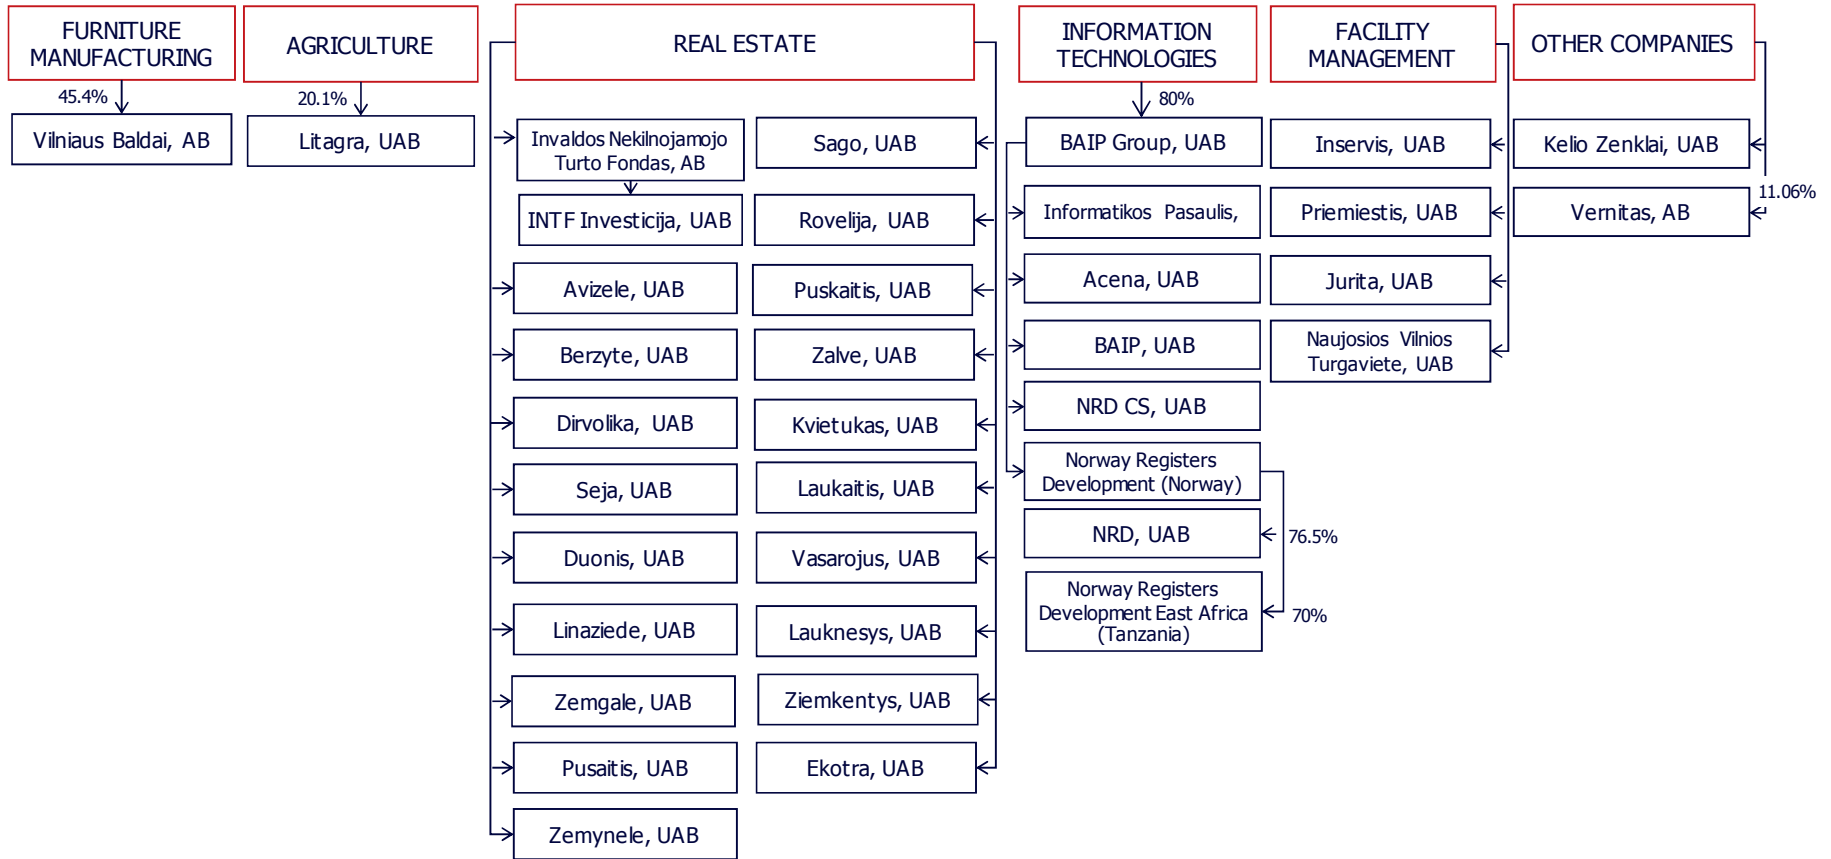 FURNITURE
MANUFACTURING
AGRICULTURE
REAL ESTATE
INFORMATION
TECHNOLOGIES
FACILITY
MANAGEMENT
OTHER COMPANIES
45.4%
20.1%
80%
11.06%
Vilniaus Baldai, AB
Litagra, UAB
Invaldos Nekilnojamojo
Turto Fondas, AB
INTF Investicija, UAB
Avizele, UAB
Berzyte, UAB
Dirvolika, UAB
Seja, UAB
Duonis, UAB
Linaziede, UAB
Zemgale, UAB
Pusaitis, UAB
Zemynele, UAB
Sago, UAB
Rovelija, UAB
Puskaitis, UAB
Zalve, UAB
Kvietukas, UAB
Laukaitis, UAB
Vasarojus, UAB
Lauknesys, UAB
Ziemkentys, UAB
Ekotra, UAB
BAIP Group, UAB
Informatikos Pasaulis,
Acena, UAB
BAIP, UAB
NRD CS, UAB
Norway Registers
Development (Norway)
NRD, UAB
76.5%
Norway Registers
Development East Africa
(Tanzania)
70%
Inservis, UAB
Priemiestis, UAB
Jurita, UAB
Naujosios Vilnios
Turgaviete, UAB
Kelio Zenklai, UAB
Vernitas, AB